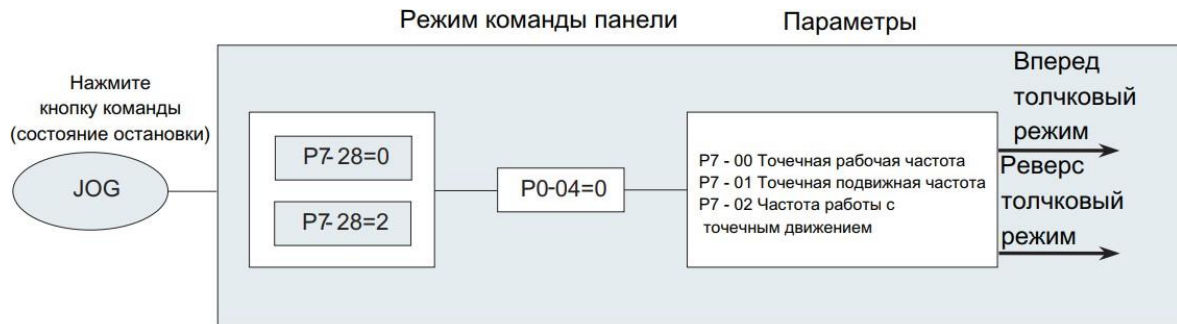 Режим команды панели
Параметры
Нажмите
кнопку команды
(состояние остановки)
JOG
P7-28=0
P7-28=2
P0-04=0
P7 - 00 Точечная рабочая частота
P7 - 01 Точечная подвижная частота
P7 - 02 Частота работы с
точечным движением
Вперед
толчковый
режим
Реверс
толчковый
режим